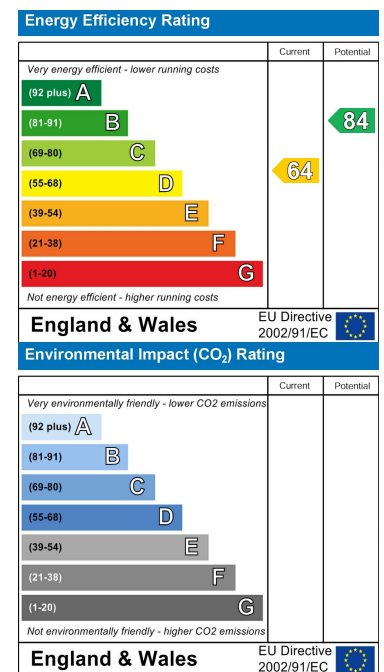 Energy Efficiency Rating
Current Potential
Very energy efficient - lower running costs
(92 plus) A
(81-91) B
84
(69-80) C
(55-68) D
64
(39-54) E
(21-38) F
(1-20) G
Not energy efficient - higher running costs
England & Wales
EU Directive
2002/91/EC
Environmental Impact (CO₂) Rating
Current Potential
Very environmentally friendly - lower CO2 emissions
(92 plus) A
(81-91) B
(69-80) C
(55-68) D
(39-54) E
(21-38) F
(1-20) G
Not environmentally friendly - higher CO2 emissions
England & Wales
EU Directive
2002/91/EC